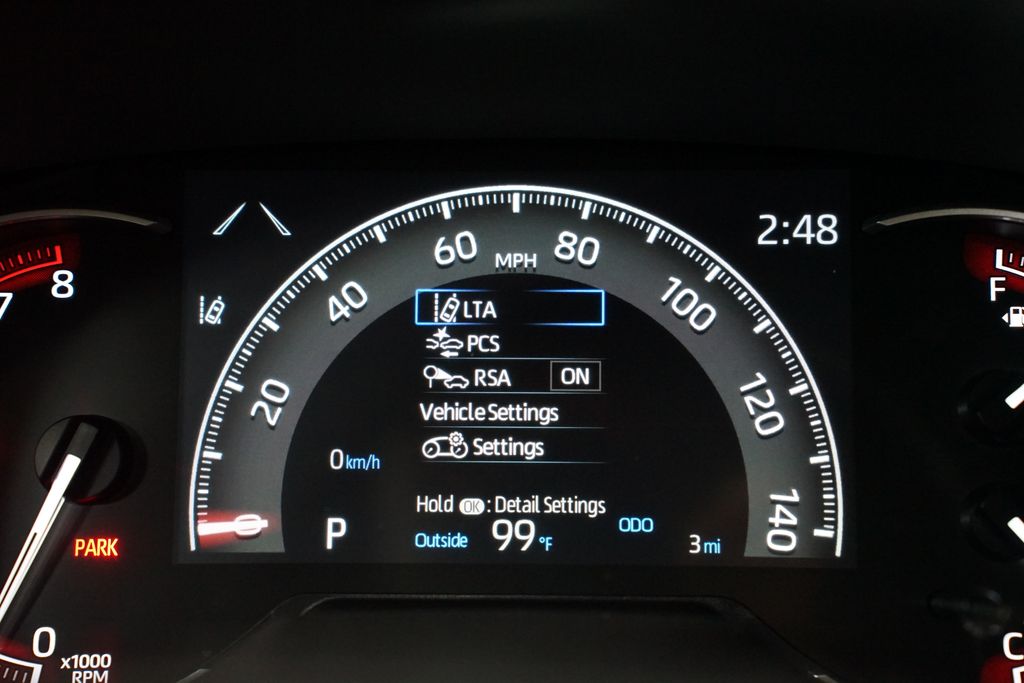 2:48
8
7
F
60
MPH
80
40
100
LTA
PCS
RSA ON
20
120
Vehicle Settings
Settings
0 km/h
Hold OK : Detail Settings
0
P
140
PARK
Outside 99 °F
ODO
3 mi
0
x1000
RPM
C